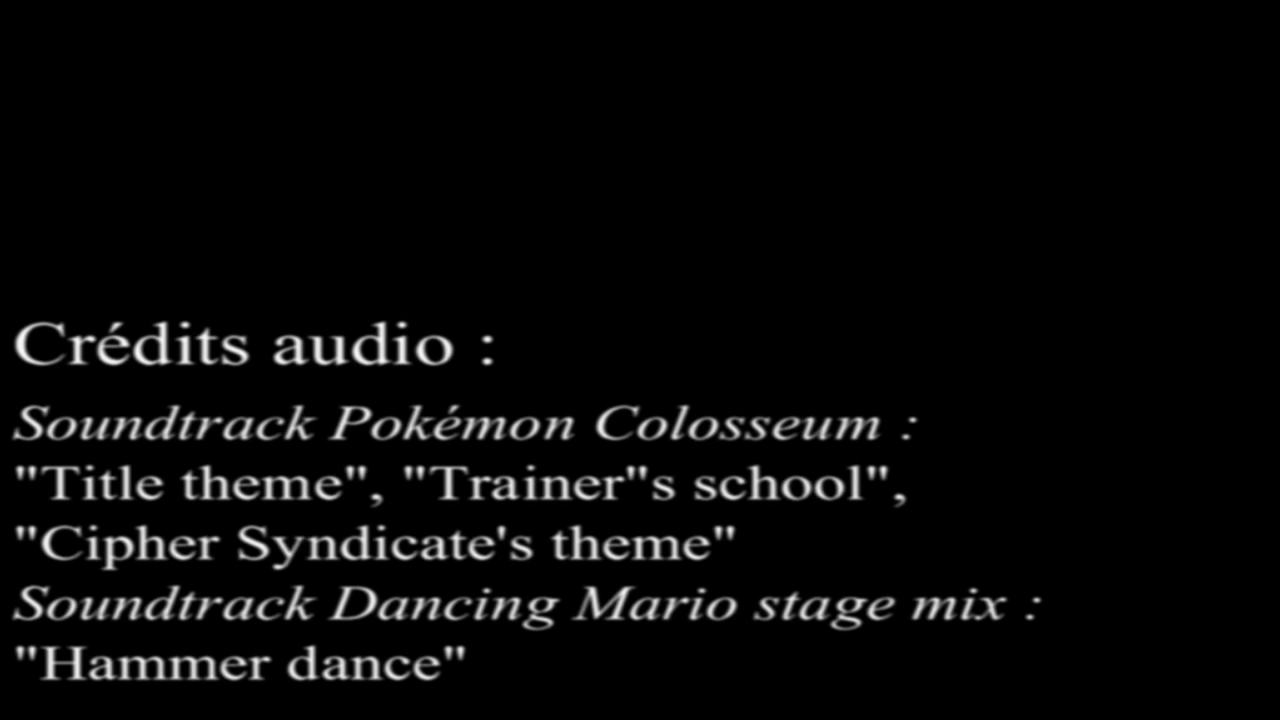 Crédits audio :
Soundtrack Pokémon Colosseum :
"Title theme", "Trainer"s school",
"Cipher Syndicate's theme"
Soundtrack Dancing Mario stage mix :
"Hammer dance"